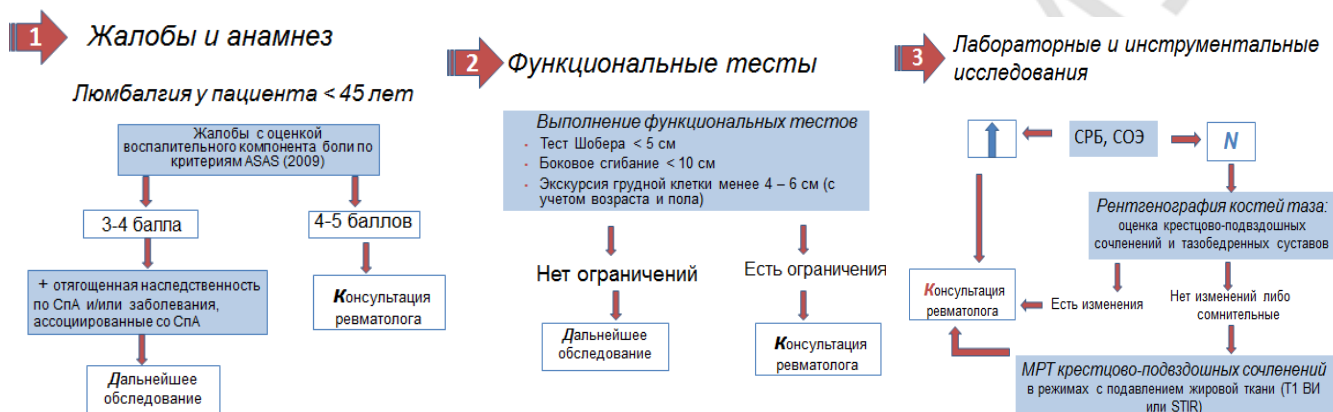 1
Жалобы и анамнез
Люмбалгия у пациента < 45 лет
Жалобы с оценкой
воспалительного компонента боли по
критериям ASAS (2009)
3-4 балла
4-5 баллов
+ отягощенная наследственность
по СпА и/или заболевания,
ассоциированные со СпА
Консультация
ревматолога
Дальнейшее
обследование
2
Функциональные тесты
Выполнение функциональных тестов
• Тест Шобера < 5 см
• Боковое сгибание < 10 см
• Экскурсия грудной клетки менее 4 – 6 см (с
учетом возраста и пола)
Нет ограничений
Есть ограничения
Дальнейшее
обследование
Консультация
ревматолога
3
Лабораторные и инструментальные
исследования
СРБ, СОЭ
N
Рентгенография костей таза:
оценка крестцово-подвздошных
сочленений и тазобедренных суставов
Консультация
ревматолога
Есть изменения
Нет изменений либо
сомнительные
МРТ крестцово-подвздошных сочленений
в режимах с подавлением жировой ткани (Т1 ВИ
или STIR)